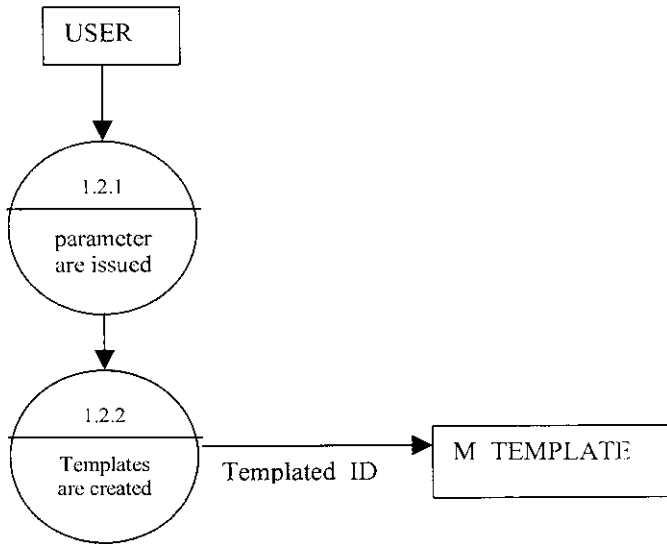 USER
1.2.1
parameter
are issued
1.2.2
Templates
are created
Templated ID
M TEMPLATE